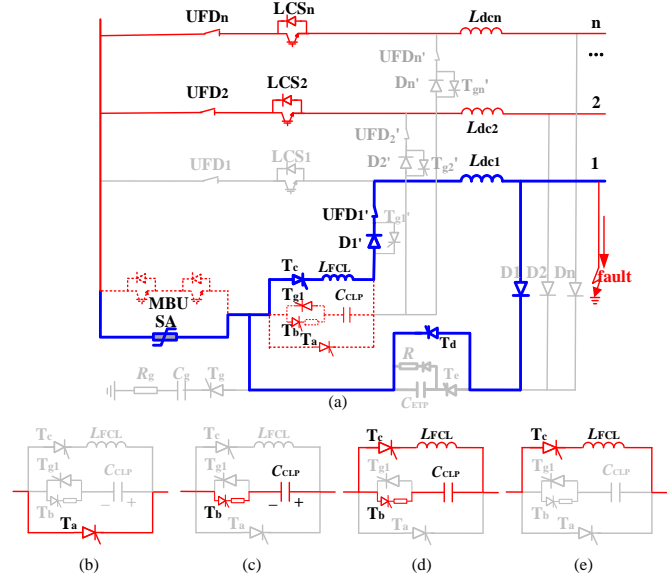 UFDn LCSn Ldcn n
UFDn' ...
Dn' Tgn'
UFD2 LCS2 Ldc2 2
UFD2'
UFD1 LCS1 D2' Tg2' Ldc1 1
UFD1' Tg1'
D1'
Tc LFCL D1 D2 Dn fault
MBU Tg1 CCLP
SA Tb Td
Ta
R
Rg Cg Tg CETP Te
(a)
Tc LFCL Tc LFCL Tc LFCL Tc LFCL
Tg1 CCLP Tg1 CCLP Tg1 CCLP Tg1 CCLP
Tb − + Tb − + Tb Tb
Ta Ta Ta Ta
(b) (c) (d) (e)